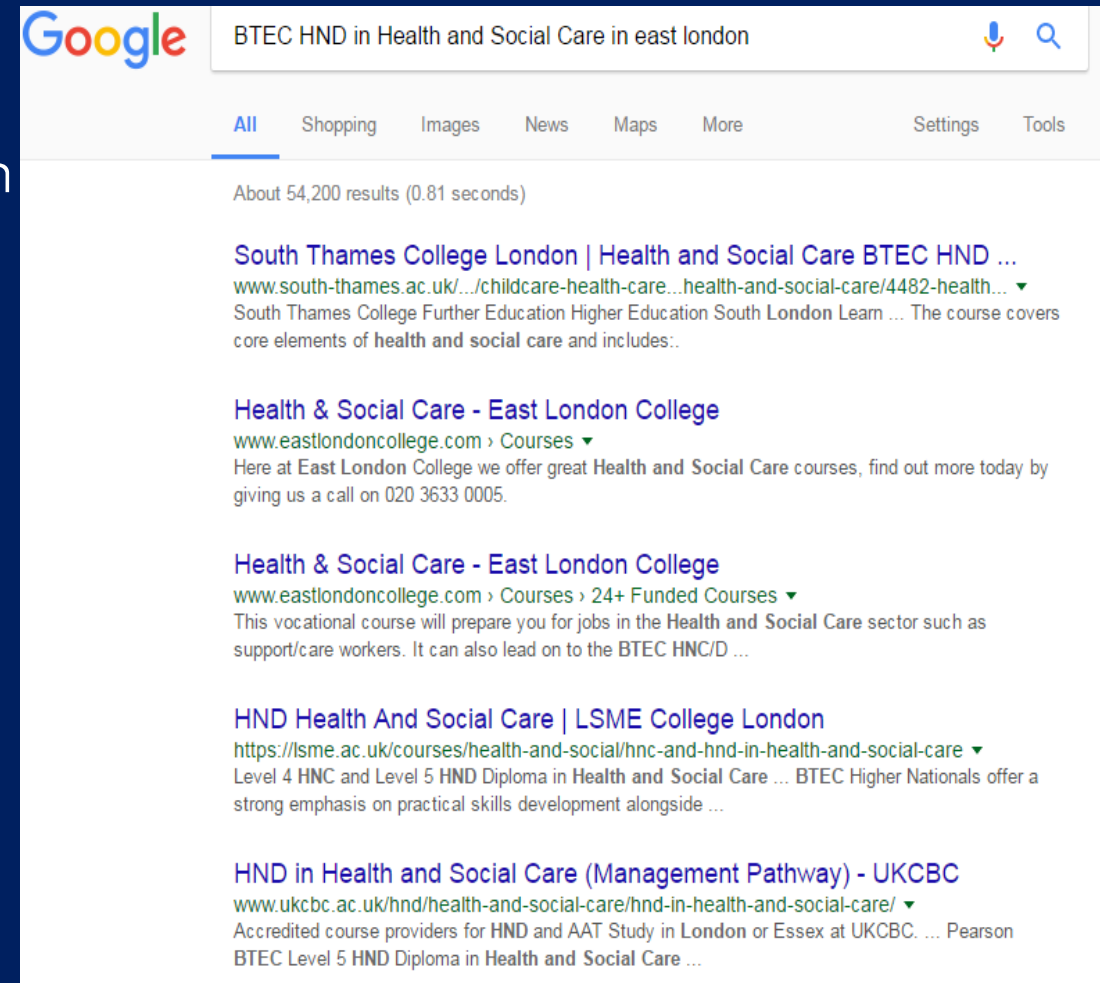 Google
BTEC HND in Health and Social Care in east london
All Shopping Images News Maps More Settings Tools
n
About 54,200 results (0.81 seconds)
South Thames College London | Health and Social Care BTEC HND ...
www.south-thames.ac.uk/.../childcare-health-care...health-and-social-care/4482-health... ▼
South Thames College Further Education Higher Education South London Learn ... The course covers
core elements of health and social care and includes:.
Health & Social Care - East London College
www.eastlondoncollege.com › Courses ▼
Here at East London College we offer great Health and Social Care courses, find out more today by
giving us a call on 020 3633 0005.
Health & Social Care - East London College
www.eastlondoncollege.com › Courses › 24+ Funded Courses ▼
This vocational course will prepare you for jobs in the Health and Social Care sector such as
support/care workers. It can also lead on to the BTEC HNC/D ...
HND Health And Social Care | LSME College London
https://lsme.ac.uk/courses/health-and-social/hnc-and-hnd-in-health-and-social-care ▼
Level 4 HNC and Level 5 HND Diploma in Health and Social Care ... BTEC Higher Nationals offer a
strong emphasis on practical skills development alongside ...
HND in Health and Social Care (Management Pathway) - UKCBC
www.ukcbc.ac.uk/hnd/health-and-social-care/hnd-in-health-and-social-care/ ▼
Accredited course providers for HND and AAT Study in London or Essex at UKCBC. ... Pearson
BTEC Level 5 HND Diploma in Health and Social Care ...